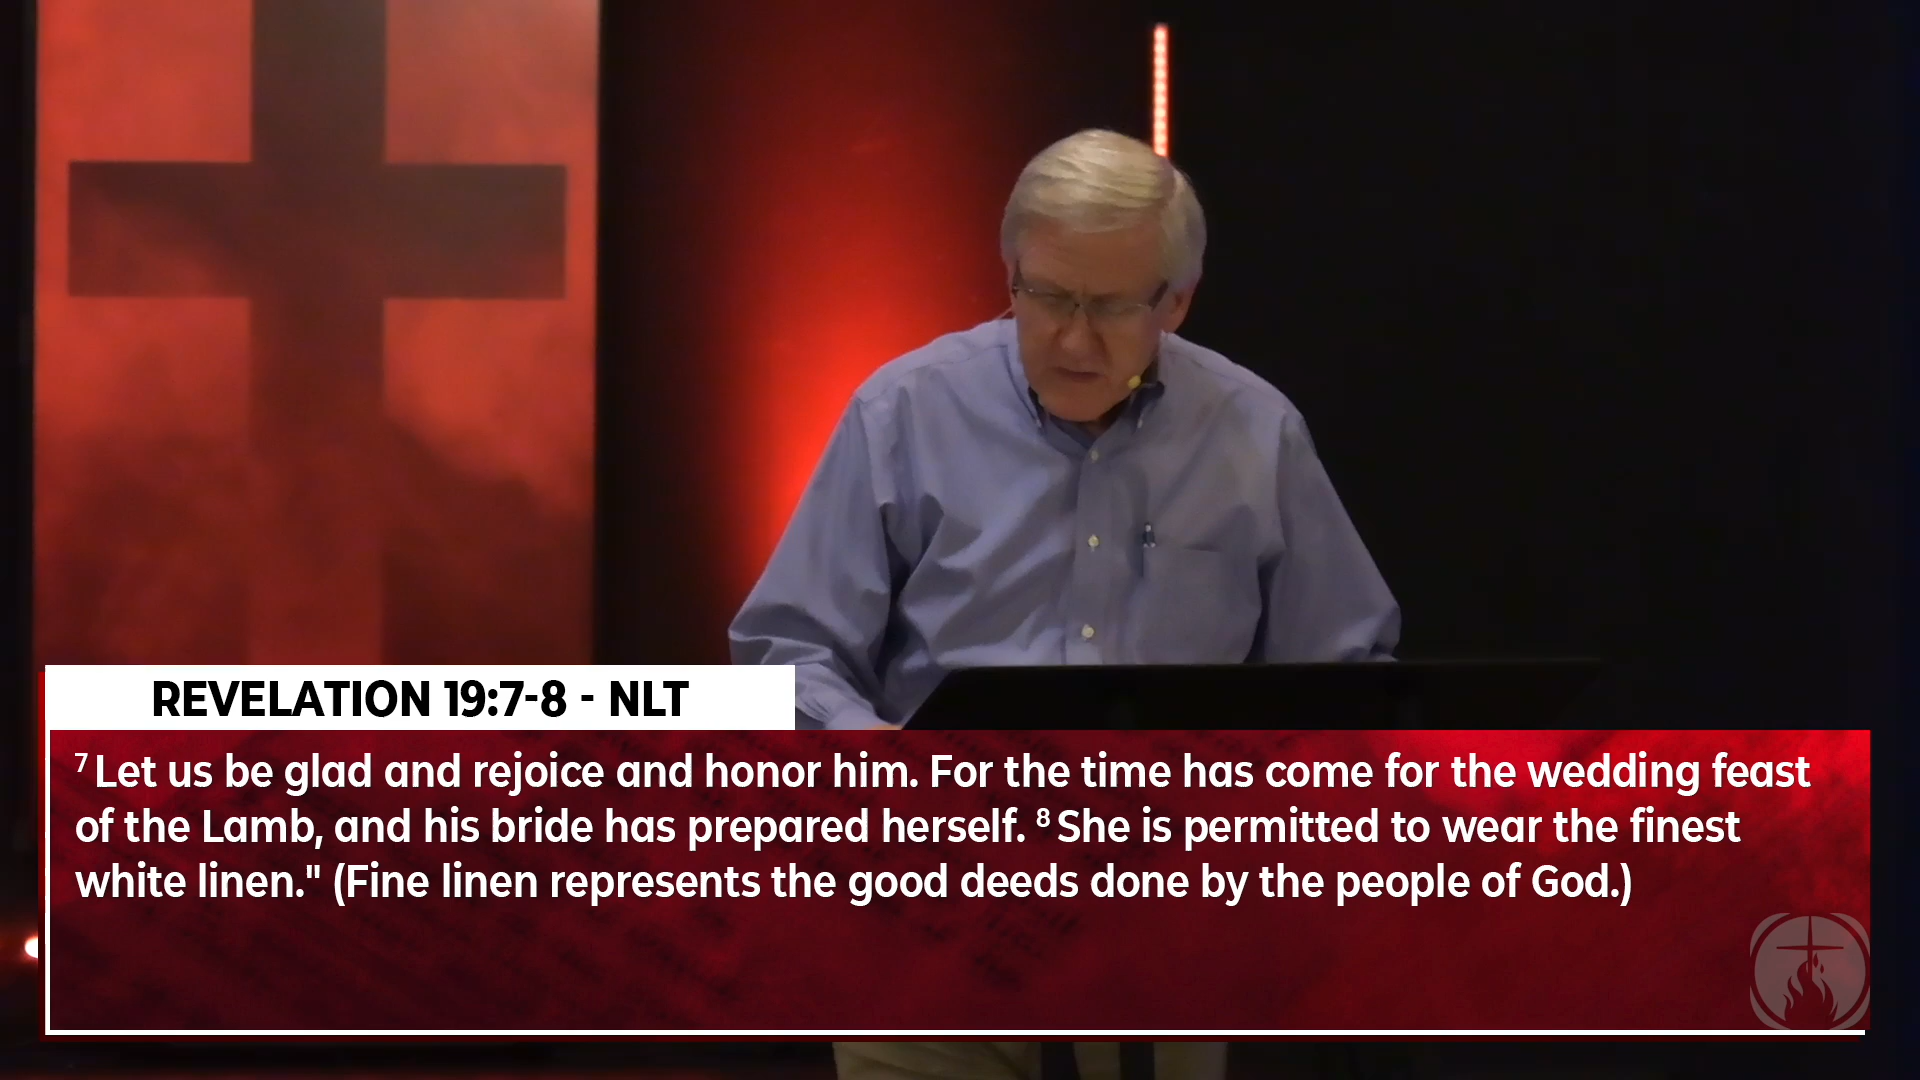 REVELATION 19:7-8 - NLT
⁷ Let us be glad and rejoice and honor him. For the time has come for the wedding feast
of the Lamb, and his bride has prepared herself. ⁸ She is permitted to wear the finest
white linen." (Fine linen represents the good deeds done by the people of God.)